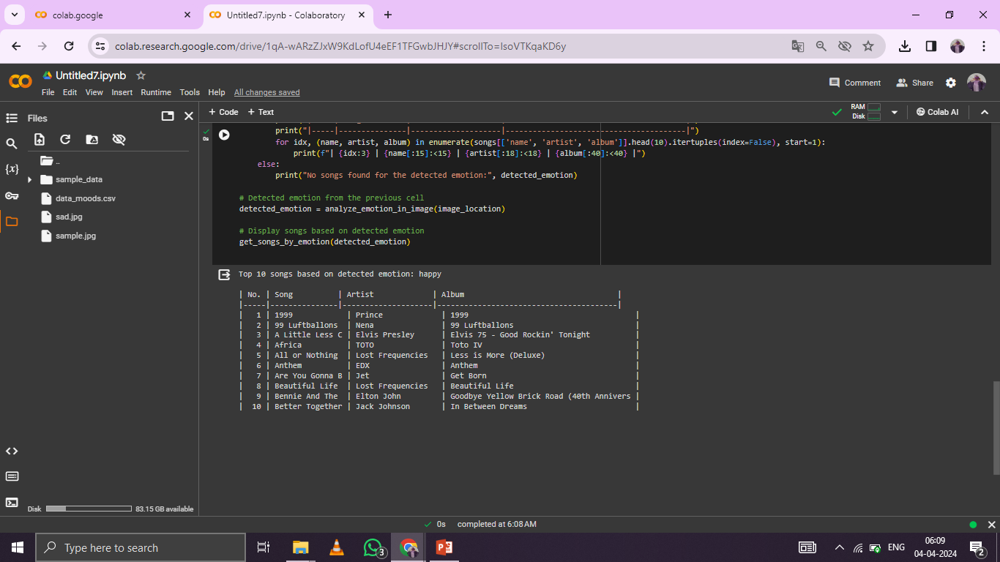 colab.google
Untitled7.ipynb - Colaboratory
colab.research.google.com/drive/1qA-wARzZJxW9KdLofU4eEF1TFGwbJHJY#scrollTo=IsoVTKqaKD6y
Untitled7.ipynb
Comment
Share
File Edit View Insert Runtime Tools Help All changes saved
Files
+ Code + Text
RAM
Disk
Colab AI
..
sample_data
data_moods.csv
sad.jpg
sample.jpg
0s
print("|-----|---------------|--------------------|----------------------------------------|")
for idx, (name, artist, album) in enumerate(songs[['name', 'artist', 'album']].head(10).itertuples(index=False), start=1):
print(f"| {idx:3} | {name[:15]:<15} | {artist[:18]:<18} | {album[:40]:<40} |")
else:
print("No songs found for the detected emotion:", detected_emotion)
# Detected emotion from the previous cell
detected_emotion = analyze_emotion_in_image(image_location)
# Display songs based on detected emotion
get_songs_by_emotion(detected_emotion)
Top 10 songs based on detected emotion: happy
| No. | Song | Artist | Album |
|-----|---------------|--------------------|----------------------------------------|
| 1 | 1999 | Prince | 1999 |
| 2 | 99 Luftballons | Nena | 99 Luftballons |
| 3 | A Little Less C | Elvis Presley | Elvis 75 - Good Rockin' Tonight |
| 4 | Africa | TOTO | Toto IV |
| 5 | All or Nothing | Lost Frequencies | Less is More (Deluxe) |
| 6 | Anthem | EDX | Anthem |
| 7 | Are You Gonna B | Jet | Get Born |
| 8 | Beautiful Life | Lost Frequencies | Beautiful Life |
| 9 | Bennie And The | Elton John | Goodbye Yellow Brick Road (40th Annivers |
| 10 | Better Together | Jack Johnson | In Between Dreams |
Disk 83.15 GB available
0s completed at 6:08 AM
Type here to search
3
ENG
06:09
04-04-2024
2